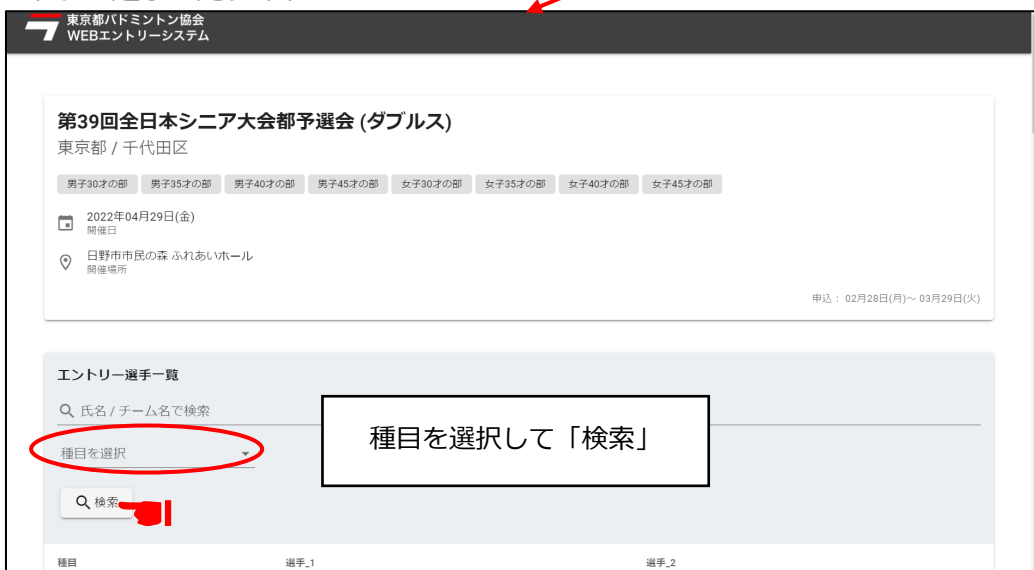 東京都バドミントン協会
WEBエントリーシステム
第39回全日本シニア大会都予選会 (ダブルス)
東京都 / 千代田区
男子30才の部 男子35才の部 男子40才の部 男子45才の部 女子30才の部 女子35才の部 女子40才の部 女子45才の部
2022年04月29日(金)
開催日
日野市市民の森 ふれあいホール
開催場所
申込： 02月28日(月)～ 03月29日(火)
エントリー選手一覧
氏名 / チーム名で検索
種目を選択して「検索」
種目を選択
検索
種目 選手_1 選手_2